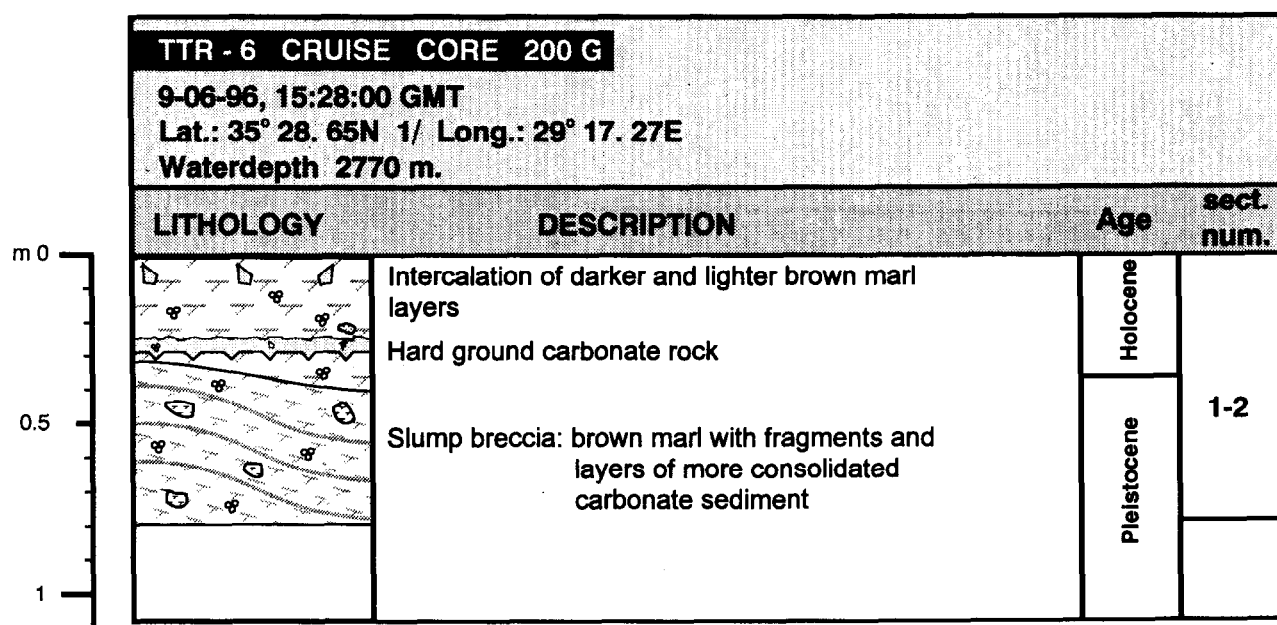 TTR - 6 CRUISE CORE 200 G
9-06-96, 15:28:00 GMT
Lat.: 35° 28. 65N 1/ Long.: 29° 17. 27E
Waterdepth 2770 m.
LITHOLOGY DESCRIPTION Age sect. num.
m 0
Intercalation of darker and lighter brown marl
layers
Holocene
Hard ground carbonate rock
1-2
0.5
Slump breccia: brown marl with fragments and
layers of more consolidated
carbonate sediment
Pleistocene
1